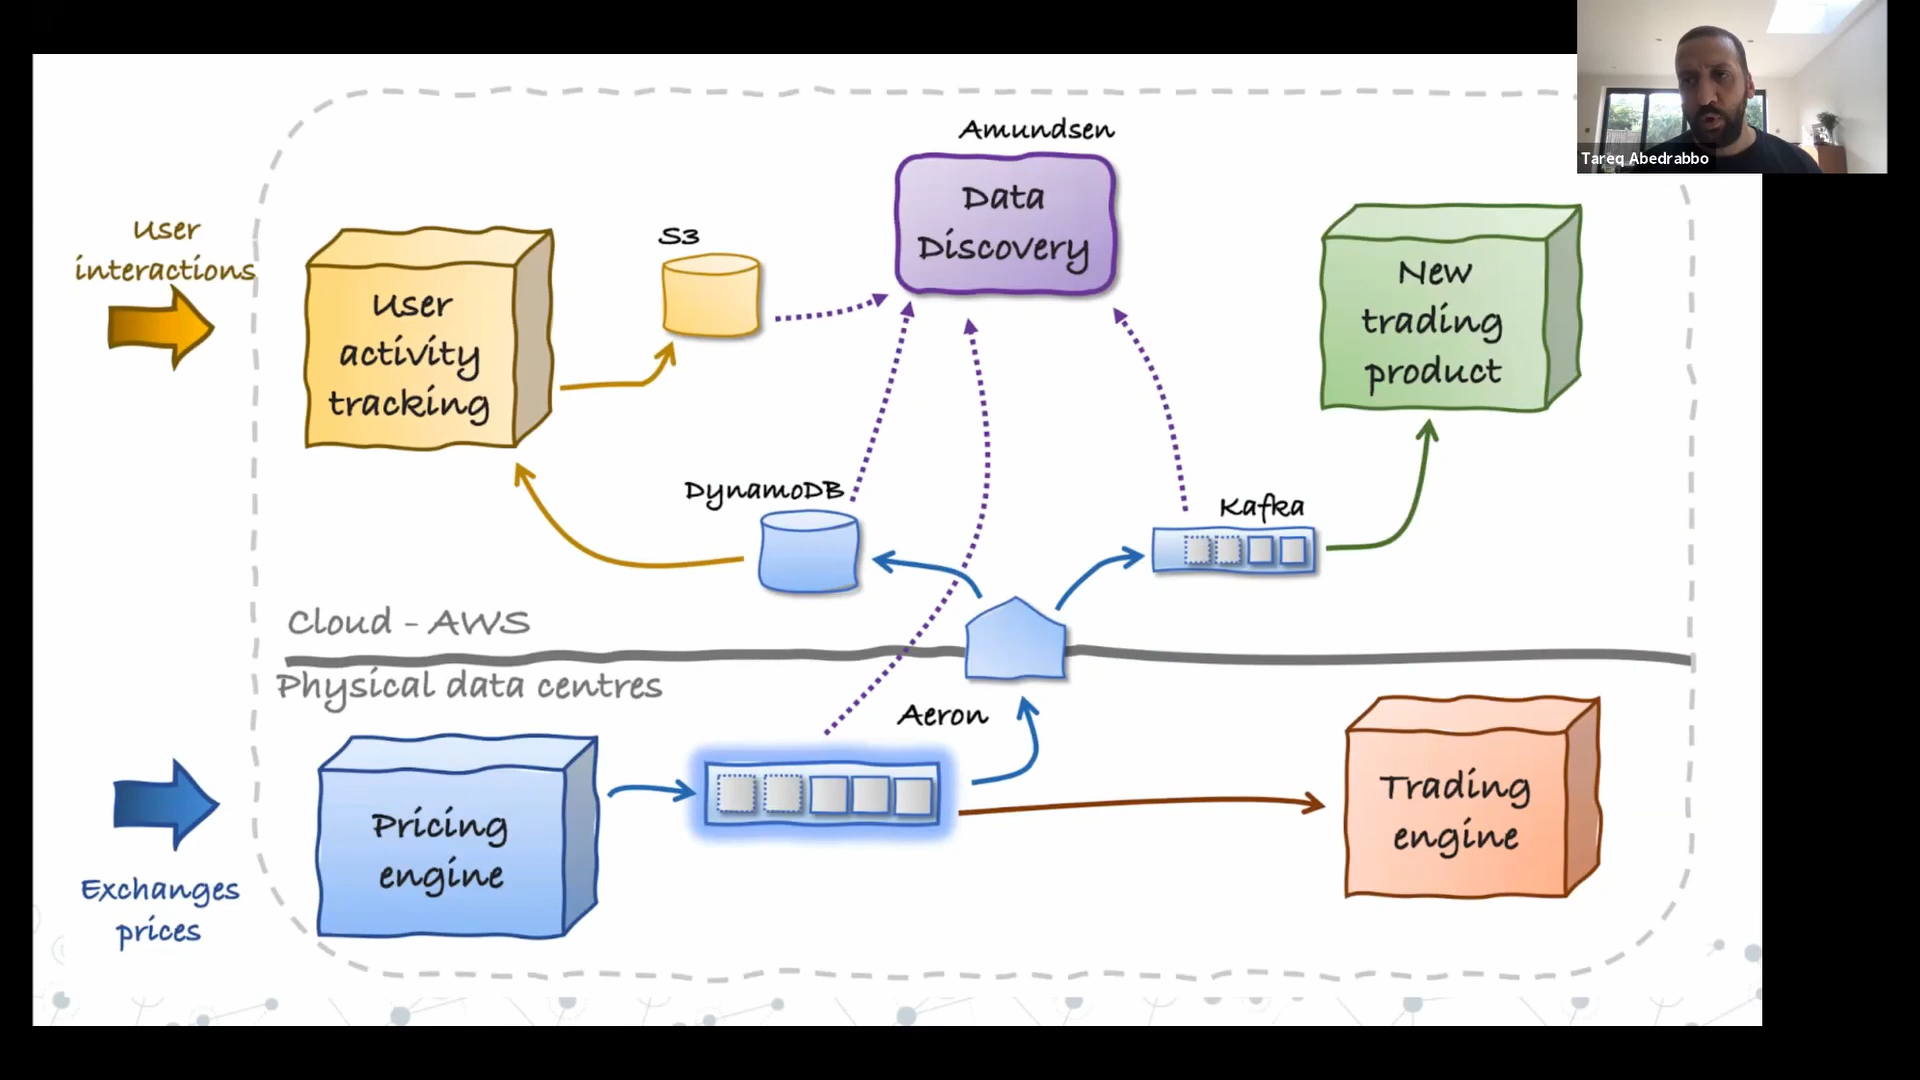 Tareq Abedrabbo
Amundsen
Data
Discovery
User
interactions
S3
User
activity
tracking
New
trading
product
DynamoDB
Kafka
Cloud - AWS
Physical data centres
Aeron
Pricing
engine
Trading
engine
Exchanges
prices